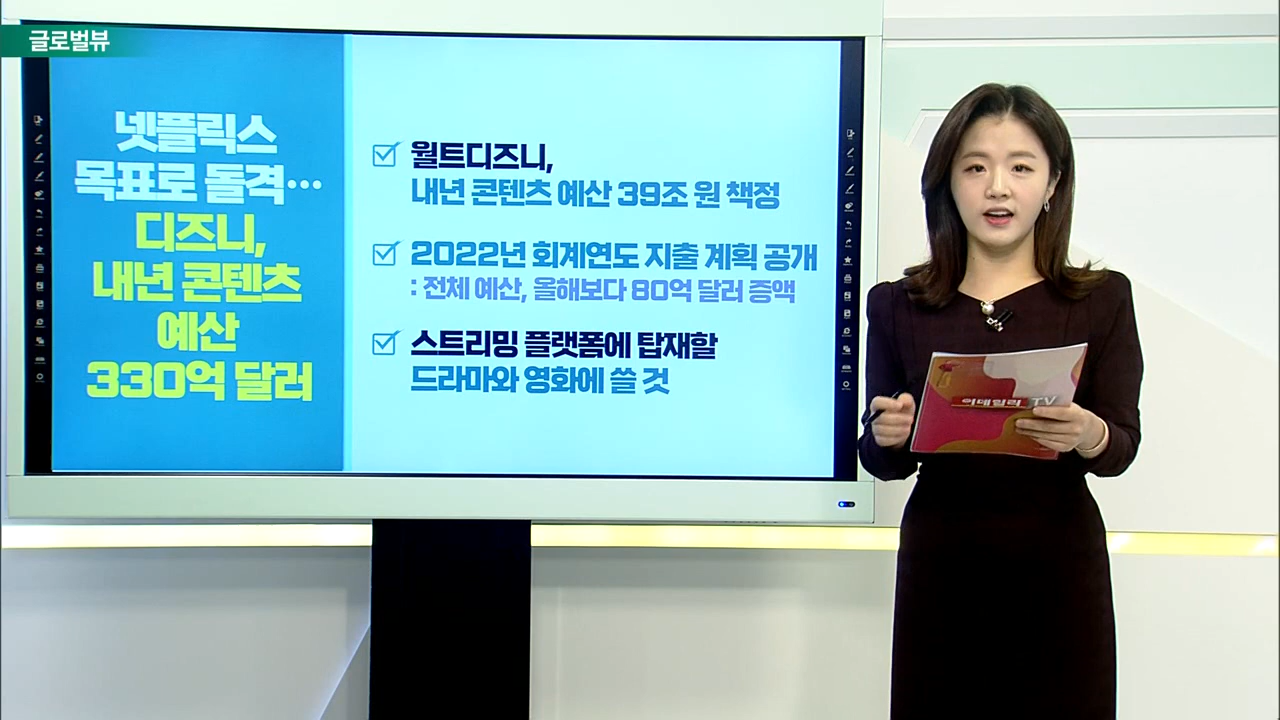 글로벌뷰
넷플릭스
목표로 돌격…
디즈니,
내년 콘텐츠
예산
330억 달러
월트디즈니,
내년 콘텐츠 예산 39조 원 책정
2022년 회계연도 지출 계획 공개
: 전체 예산, 올해보다 80억 달러 증액
스트리밍 플랫폼에 탑재할
드라마와 영화에 쓸 것
이데일리 TV